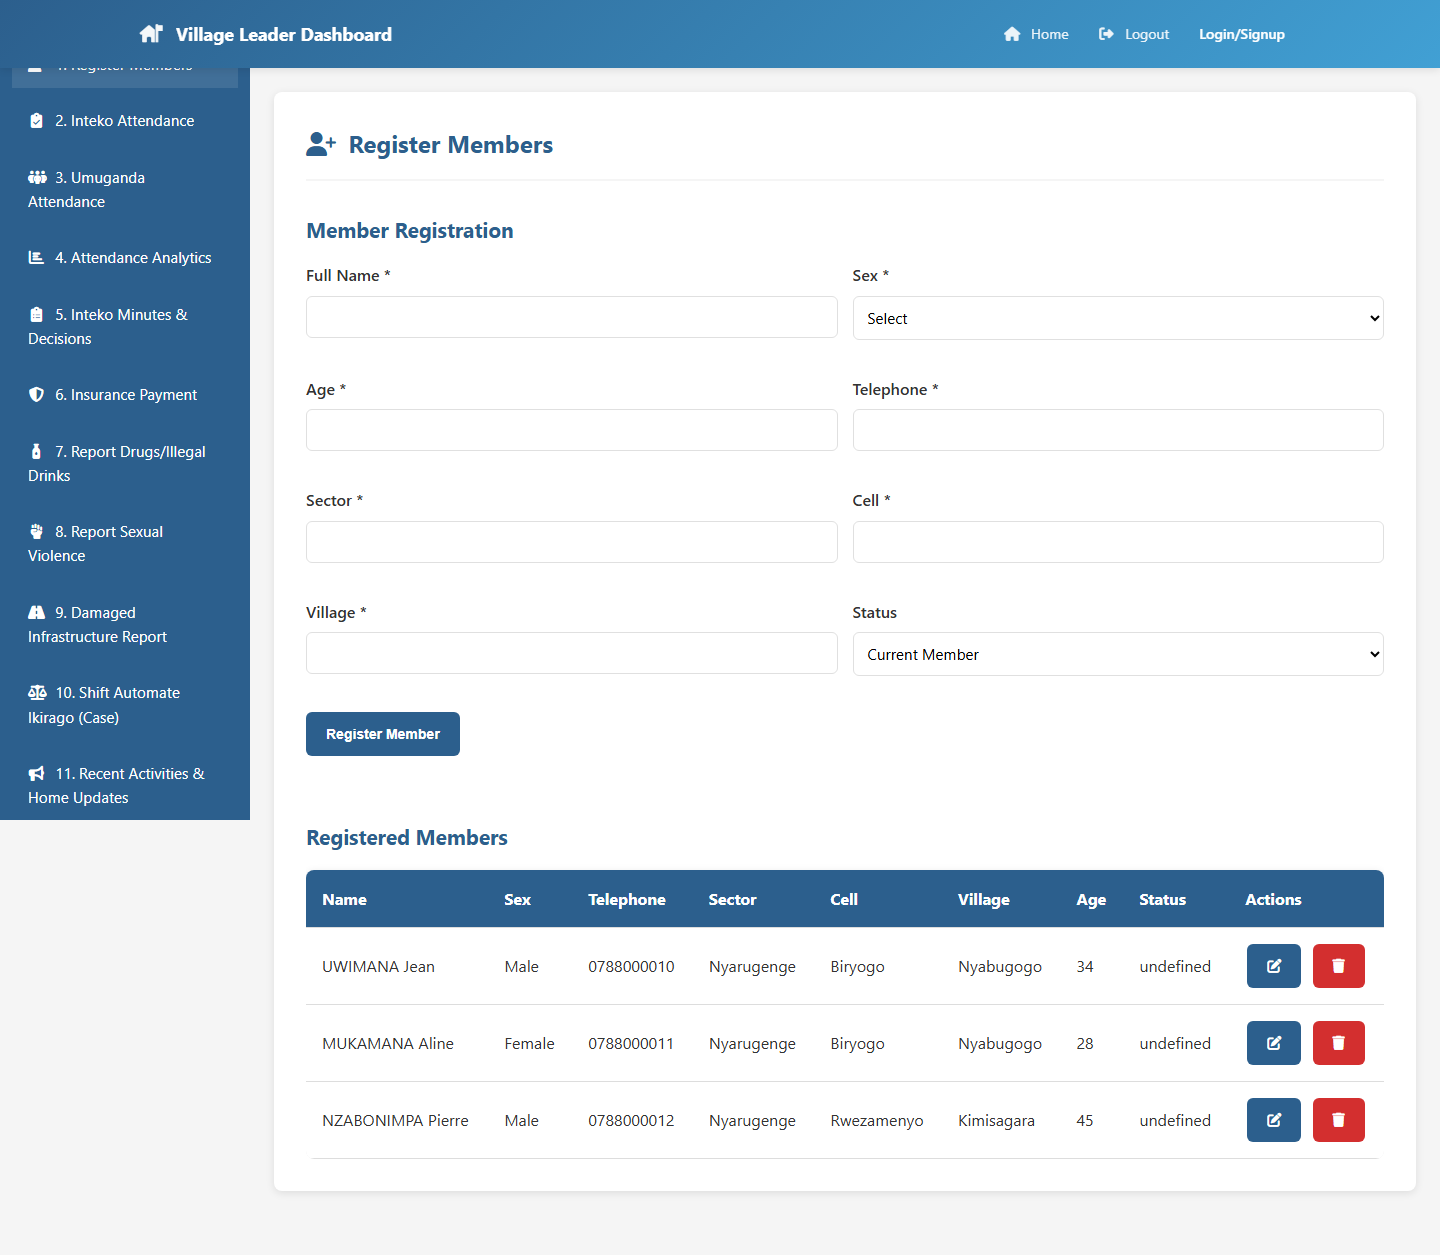 Village Leader Dashboard
Home
Logout
Login/Signup
1. Register Members
2. Inteko Attendance
3. Umuganda
Attendance
4. Attendance Analytics
5. Inteko Minutes &
Decisions
6. Insurance Payment
7. Report Drugs/Illegal
Drinks
8. Report Sexual
Violence
9. Damaged
Infrastructure Report
10. Shift Automate
Ikirago (Case)
11. Recent Activities &
Home Updates
Register Members
Member Registration
Full Name *
Sex *
Select
Age *
Telephone *
Sector *
Cell *
Village *
Status
Current Member
Register Member
Registered Members
Name Sex Telephone Sector Cell Village Age Status Actions
UWIMANA Jean Male 0788000010 Nyarugenge Biryogo Nyabugogo 34 undefined
MUKAMANA Aline Female 0788000011 Nyarugenge Biryogo Nyabugogo 28 undefined
NZABONIMPA Pierre Male 0788000012 Nyarugenge Rwezamenyo Kimisagara 45 undefined